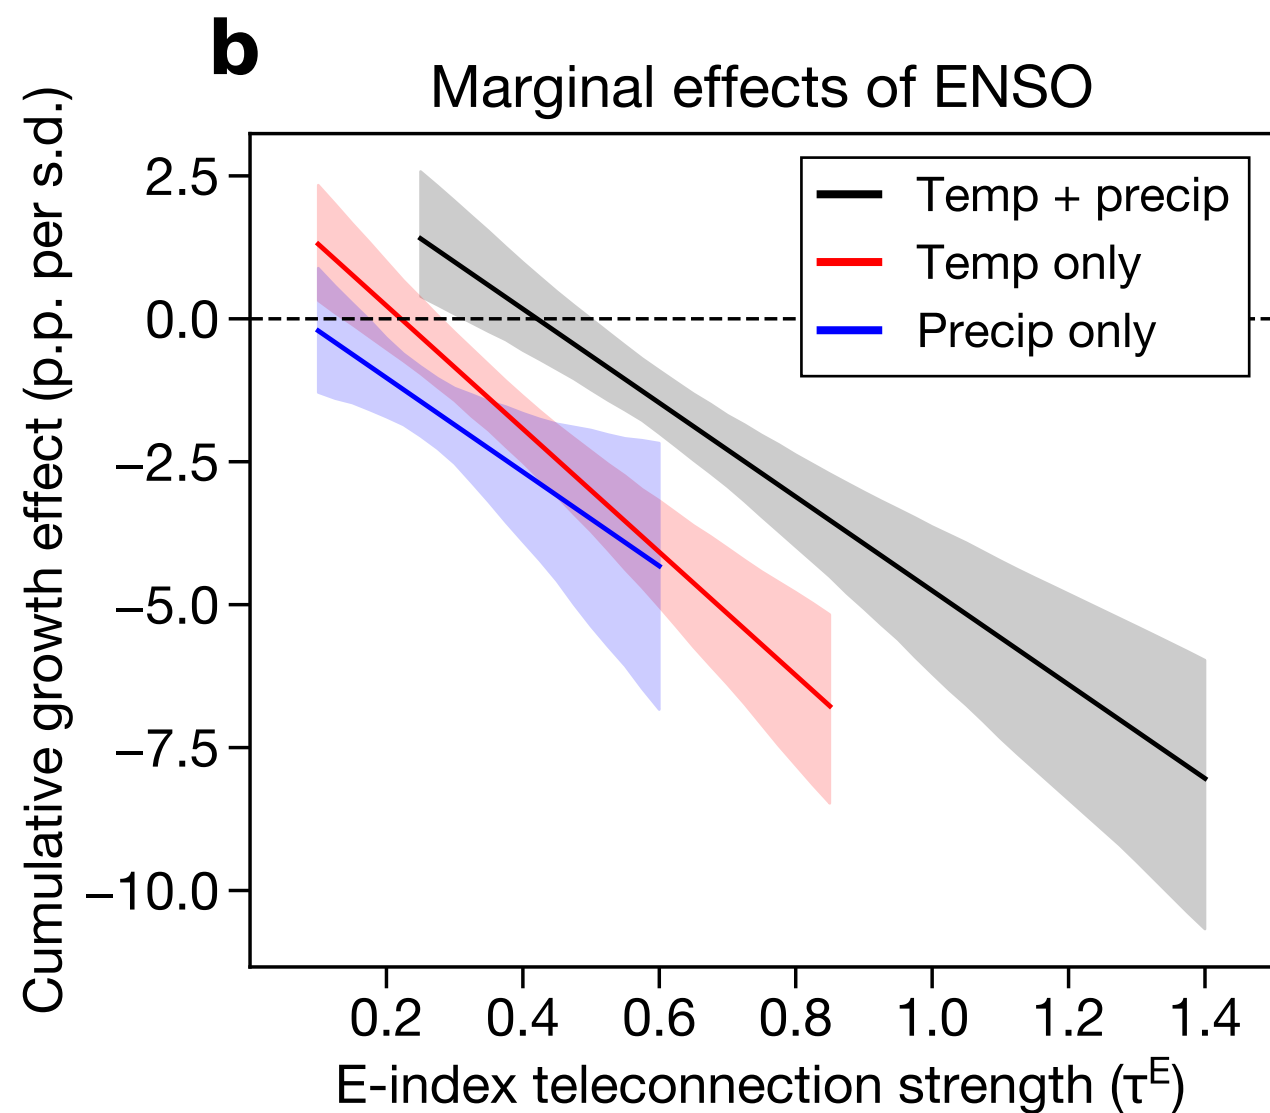 b
Marginal effects of ENSO
Cumulative growth effect (p.p. per s.d.)
2.5
0.0
−2.5
−5.0
−7.5
−10.0
Temp + precip
Temp only
Precip only
0.2 0.4 0.6 0.8 1.0 1.2 1.4
E-index teleconnection strength (τᴱ)